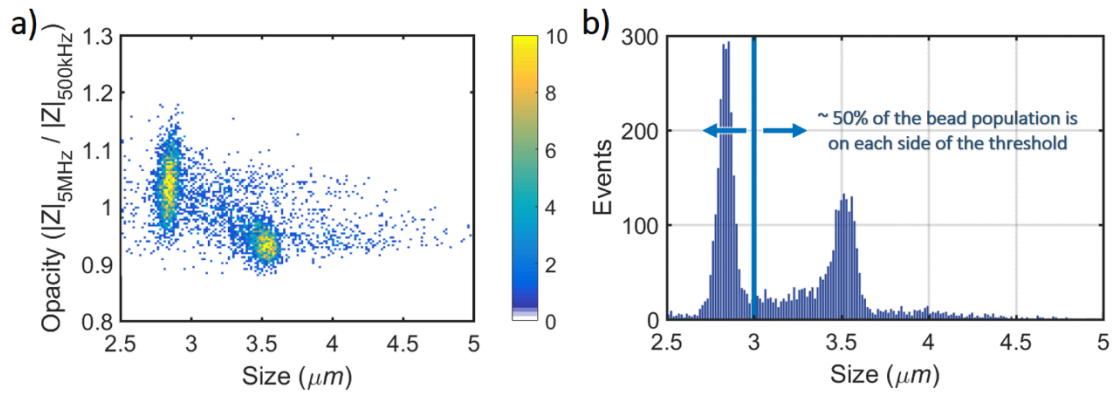 a)
1.3
1.2
1.1
1
0.9
0.8
Opacity (|Z|5MHz / |Z|500kHz)
2.5 3 3.5 4 4.5 5
Size (μm)
10
8
6
4
2
0
b)
300
200
100
0
Events
~ 50% of the bead population is
on each side of the threshold
2.5 3 3.5 4 4.5 5
Size (μm)